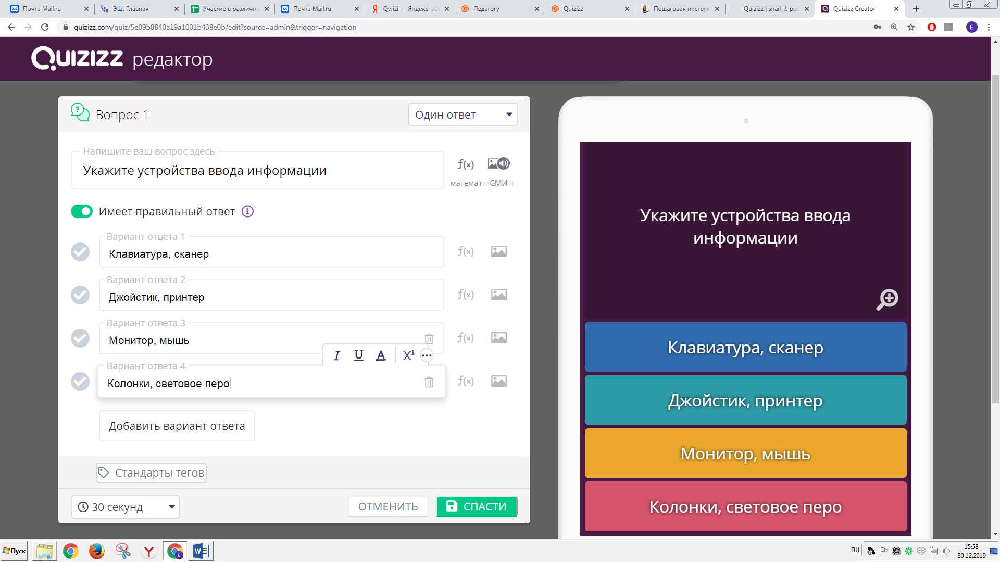 Почта Mail.ru
ЭШ. Главная
Участие в различнь
Почта Mail.ru
Qwizi — Яндекс: на
Педагогу
Quizizz
Пошаговая инструк
Quizizz | snail-it-ped
Quizizz Creator
quizizz.com/quiz/5e09b8840a19a1001b438e0b/edit?source=admin&trigger=navigation
E
Quizizz редактор
Вопрос 1
Один ответ
Напишите ваш вопрос здесь
Укажите устройства ввода информации
f(x)
математический
СМИ
Имеет правильный ответ
Вариант ответа 1
Клавиатура, сканер
f(x)
Вариант ответа 2
Джойстик, принтер
f(x)
Вариант ответа 3
Монитор, мышь
f(x)
I U A X¹
Вариант ответа 4
Колонки, световое перо
f(x)
Добавить вариант ответа
Стандарты тегов
30 секунд
ОТМЕНИТЬ
СПАСТИ
Укажите устройства ввода
информации
Клавиатура, сканер
Джойстик, принтер
Монитор, мышь
Колонки, световое перо
Пуск
RU
15:58
30.12.2019